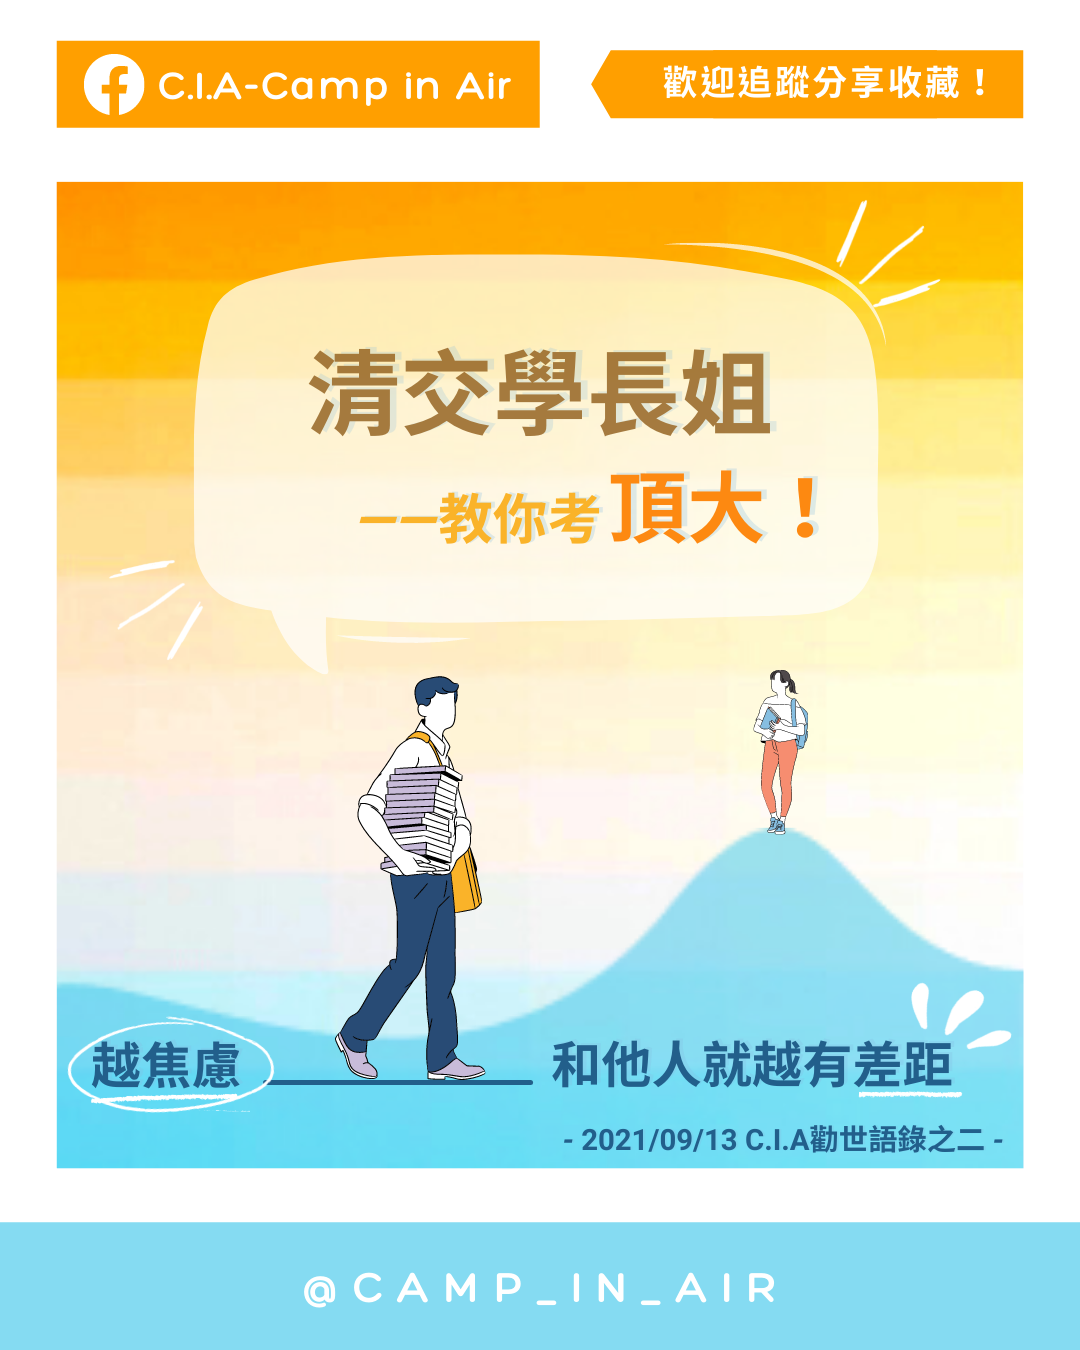 C.I.A-Camp in Air
歡迎追蹤分享收藏！
清交學長姐
——教你考頂大！
越焦慮 和他人就越有差距
- 2021/09/13 C.I.A勸世語錄之二 -
@CAMP_IN_AIR